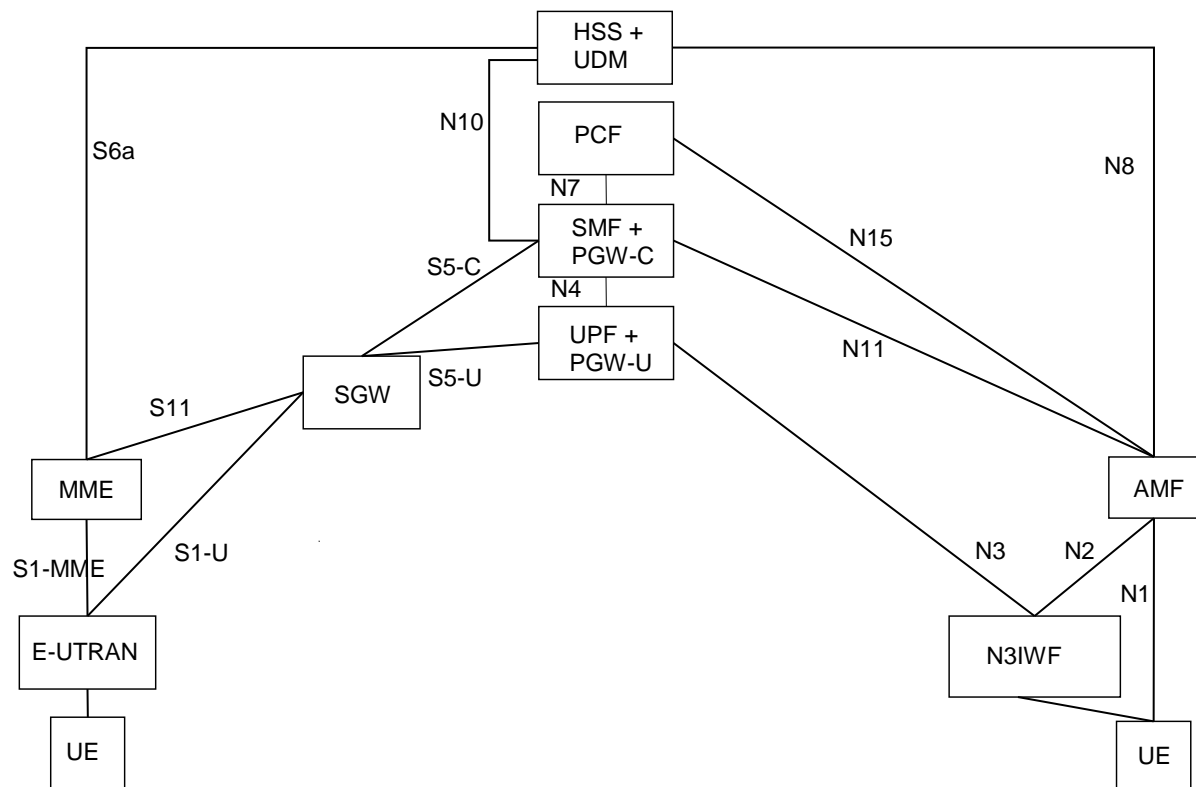 HSS +
UDM
N10
PCF
S6a
N8
N7
SMF +
PGW-C
N15
S5-C
N4
UPF +
PGW-U
N11
S5-U
SGW
S11
MME
AMF
S1-U
N3
N2
S1-MME
N1
E-UTRAN
N3IWF
UE
UE